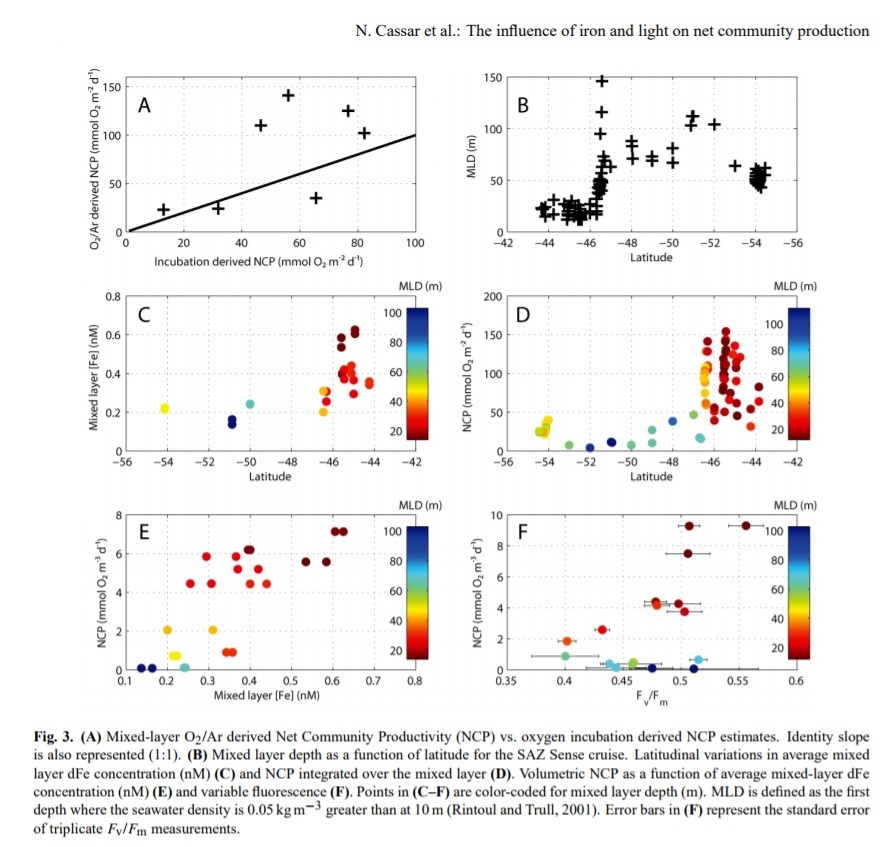 N. Cassar et al.: The influence of iron and light on net community production
A
O₂/Ar derived NCP (mmol O₂ m⁻² d⁻¹)
150
100
50
0
0 20 40 60 80 100
Incubation derived NCP (mmol O₂ m⁻² d⁻¹)
B
MLD (m)
150
100
50
0
−42 −44 −46 −48 −50 −52 −54 −56
Latitude
C
Mixed layer [Fe] (nM)
0.8
0.6
0.4
0.2
0
−56 −54 −52 −50 −48 −46 −44 −42
Latitude
MLD (m)
100
80
60
40
20
D
NCP (mmol O₂ m⁻² d⁻¹)
200
150
100
50
0
−56 −54 −52 −50 −48 −46 −44 −42
Latitude
MLD (m)
100
80
60
40
20
E
NCP (mmol O₂ m⁻³ d⁻¹)
8
6
4
2
0
0.1 0.2 0.3 0.4 0.5 0.6 0.7 0.8
Mixed layer [Fe] (nM)
MLD (m)
100
80
60
40
20
F
NCP (mmol O₂ m⁻³ d⁻¹)
10
8
6
4
2
0
0.35 0.4 0.45 0.5 0.55 0.6
Fᵥ/Fₘ
MLD (m)
100
80
60
40
20
Fig. 3. (A) Mixed-layer O₂/Ar derived Net Community Productivity (NCP) vs. oxygen incubation derived NCP estimates. Identity slope
is also represented (1:1). (B) Mixed layer depth as a function of latitude for the SAZ Sense cruise. Latitudinal variations in average mixed
layer dFe concentration (nM) (C) and NCP integrated over the mixed layer (D). Volumetric NCP as a function of average mixed-layer dFe
concentration (nM) (E) and variable fluorescence (F). Points in (C–F) are color-coded for mixed layer depth (m). MLD is defined as the first
depth where the seawater density is 0.05 kg m⁻³ greater than at 10 m (Rintoul and Trull, 2001). Error bars in (F) represent the standard error
of triplicate Fᵥ/Fₘ measurements.